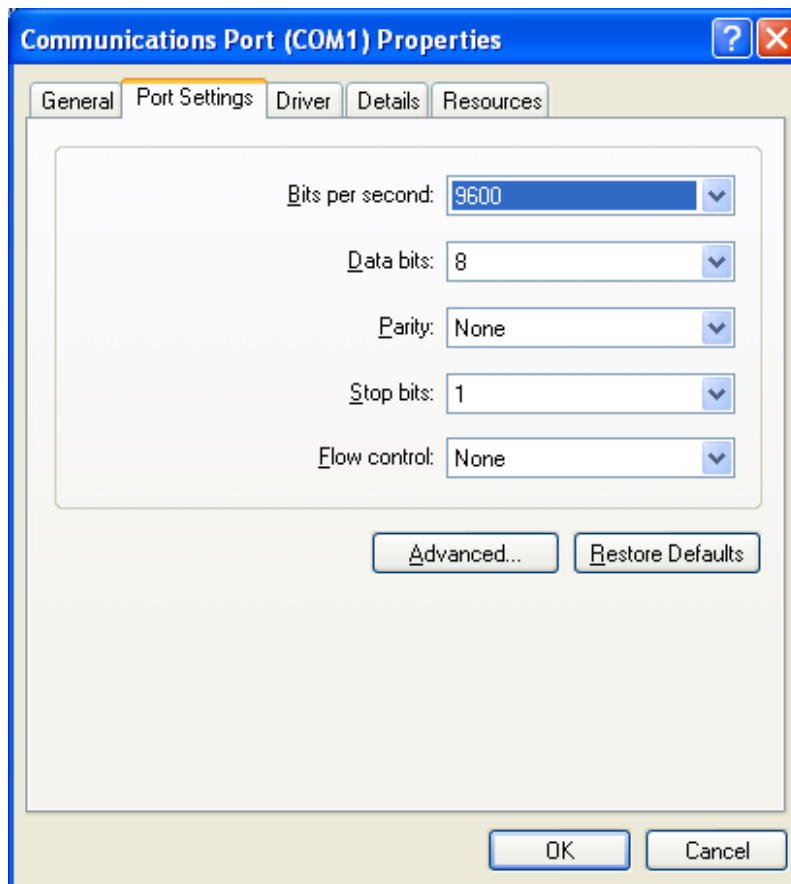 Communications Port (COM1) Properties
General Port Settings Driver Details Resources
Bits per second: 9600
Data bits: 8
Parity: None
Stop bits: 1
Flow control: None
Advanced... Restore Defaults
OK Cancel